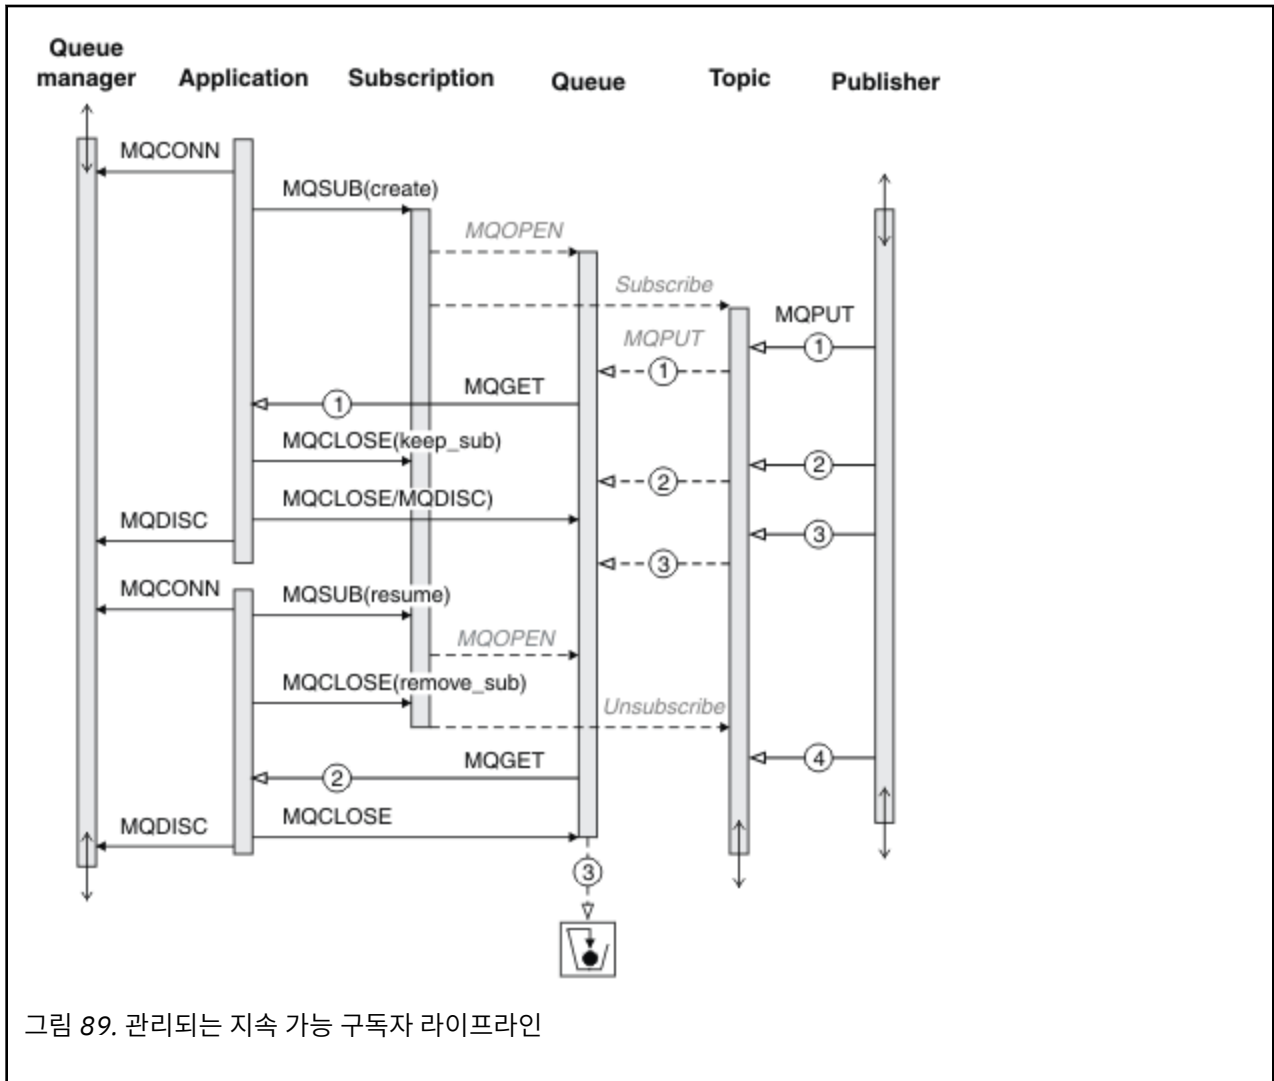 Queue
manager
Application
Subscription
Queue
Topic
Publisher
MQCONN
MQSUB(create)
MQOPEN
Subscribe
MQPUT
1
MQPUT
1
MQGET
1
MQCLOSE(keep_sub)
2
2
MQCLOSE/MQDISC)
MQDISC
3
3
MQCONN
MQSUB(resume)
MQOPEN
MQCLOSE(remove_sub)
Unsubscribe
4
MQGET
2
MQCLOSE
MQDISC
3
그림 89. 관리되는 지속 가능 구독자 라이프라인